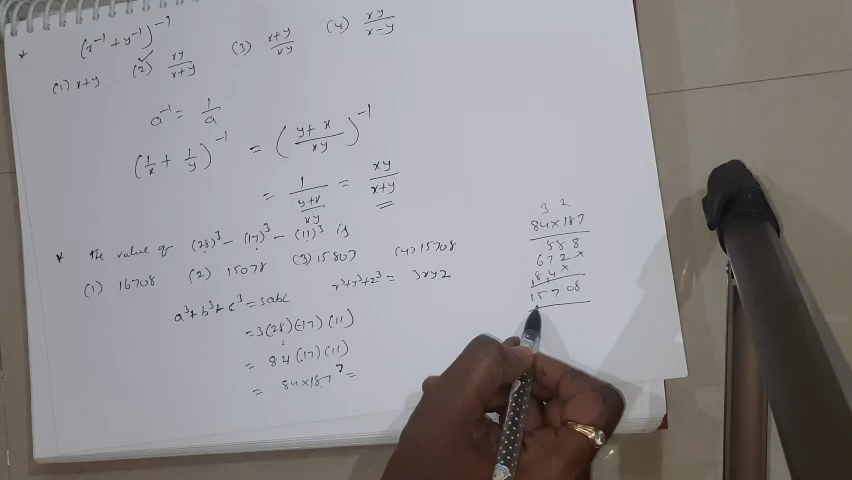 * (x⁻¹ + y⁻¹)⁻¹
(1) x+y (2) xy/x+y (3) x+y/xy (4) xy/x-y
a⁻¹ = 1/a
(1/x + 1/y)⁻¹ = (y+x/xy)⁻¹
= 1/(y+x/xy) = xy/x+y
* The value of (28)³ - (17)³ - (11)³ is
(1) 16708 (2) 15078 (3) 15807 (4) 15708
a³+b³+c³ = 3abc x³+y³+z³ = 3xyz
= 3(28)(-17)(-11)
= 84(17)(11)
= 84×187 =
3 2
84×187
588
672×
84×
15708